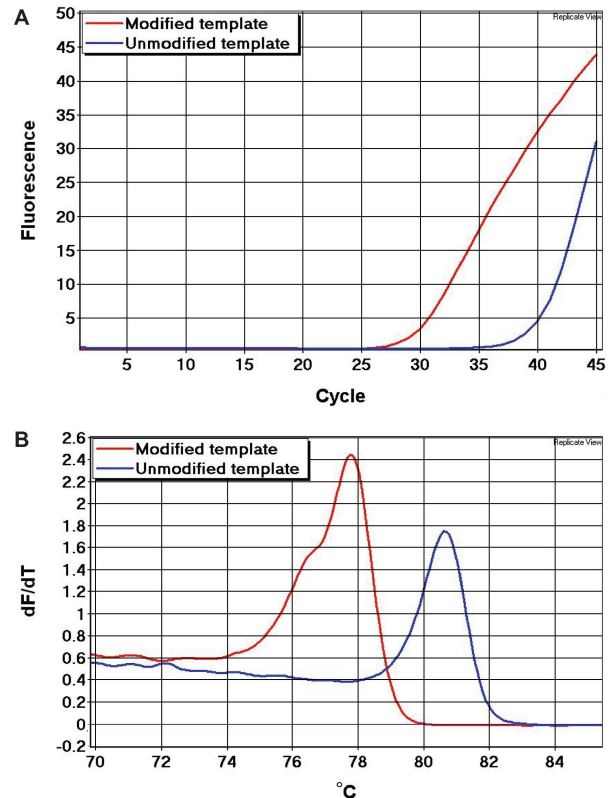 A
Replicate View
Modified template
Unmodified template
50
45
40
35
30
25
20
15
10
5
Fluorescence
5 10 15 20 25 30 35 40 45
Cycle
B
Replicate View
Modified template
Unmodified template
2.6
2.4
2.2
2
1.8
1.6
1.4
1.2
1
0.8
0.6
0.4
0.2
0
-0.2
dF/dT
70 72 74 76 78 80 82 84
°C